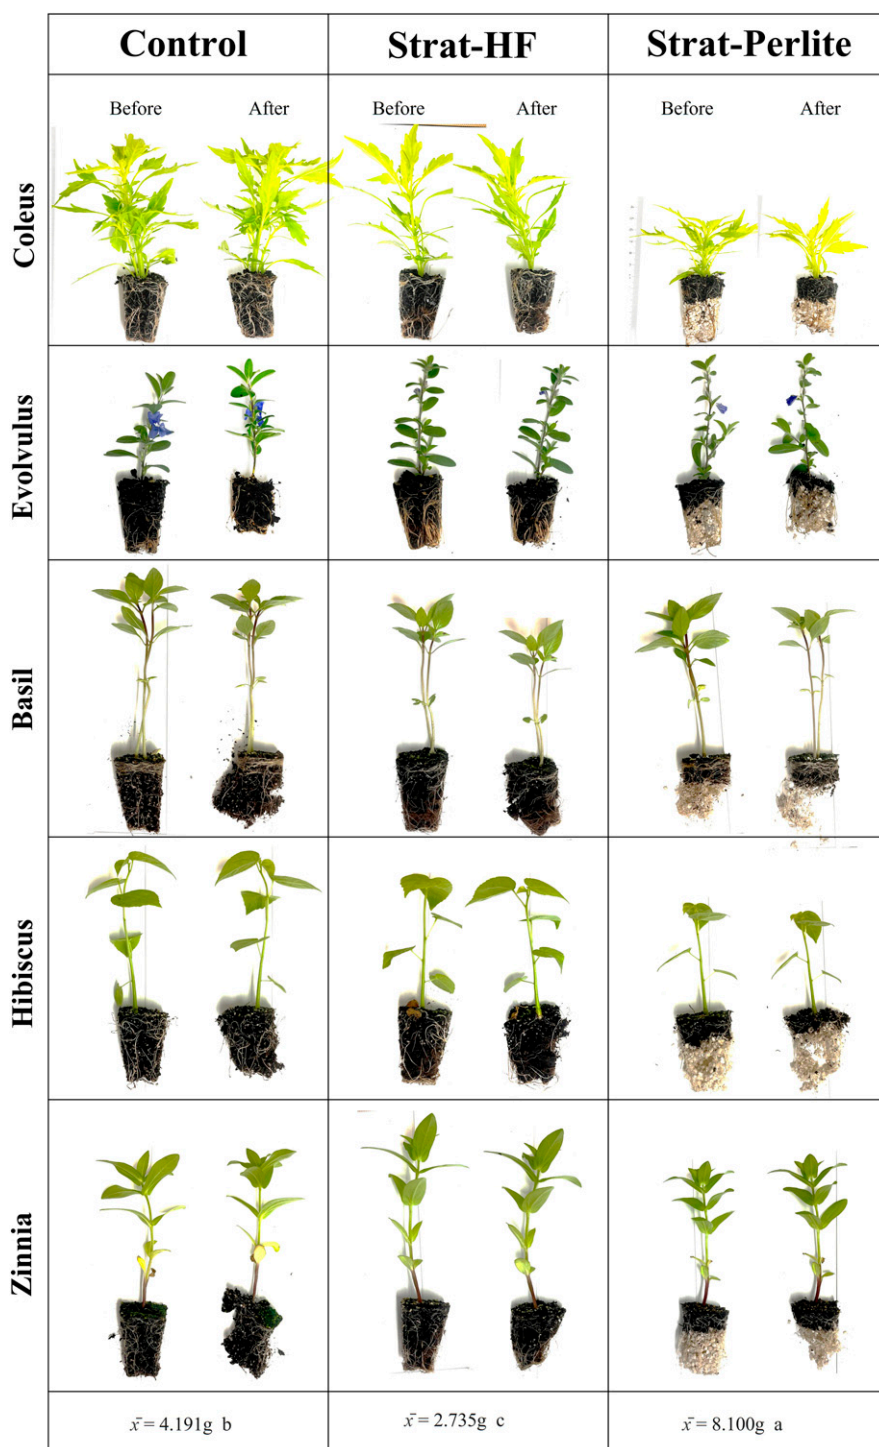 Control Strat-HF Strat-Perlite
Before After Before After Before After
Coleus
Evolvulus
Basil
Hibiscus
Zinnia
x̄ = 4.191g b x̄ = 2.735g c x̄ = 8.100g a